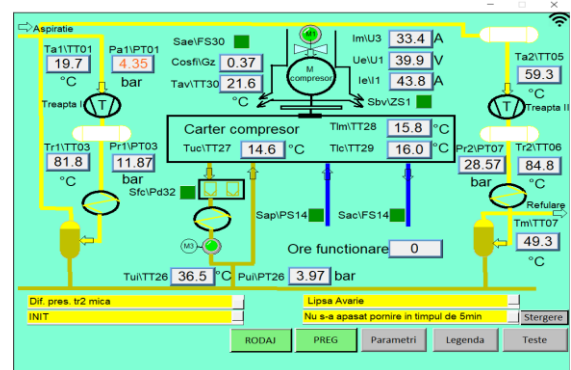 Aspiratie
Ta1\TT01
19.7
°C
Pa1\PT01
4.35
bar
Sae\FS30
Cosfi\Gz
0.37
Tav\TT30
21.6
°C
M1
M
compresor
Im\U3
33.4
A
Ue\U1
39.9
V
Ie\I1
43.8
A
Sbv\ZS1
Ta2\TT05
59.3
°C
Treapta I
T
T
Treapta II
Carter compresor
Tlm\TT28
15.8
°C
Tuc\TT27
14.6
°C
Tlc\TT29
16.0
°C
Tr1\TT03
81.8
°C
Pr1\PT03
11.87
bar
Pr2\PT07
28.57
bar
Tr2\TT06
84.8
°C
Sfc\Pd32
Sap\PS14
Sac\FS14
Refulare
Tm\TT07
49.3
°C
M3
Ore functionare
0
Tui\TT26
36.5
°C
Pui\PT26
3.97
bar
Dif. pres. tr2 mica
Lipsa Avarie
INIT
Nu s-a apasat pornire in timpul de 5min
Stergere
RODAJ
PREG
Parametri
Legenda
Teste